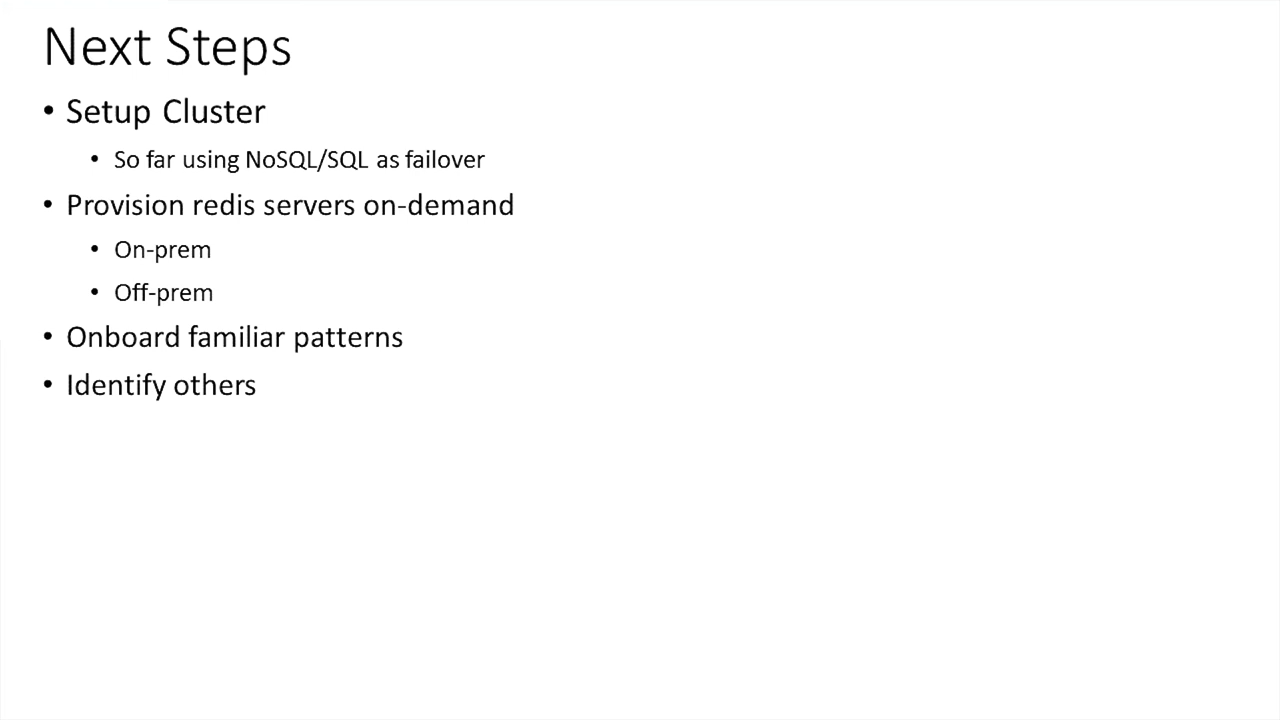 Next Steps
• Setup Cluster
• So far using NoSQL/SQL as failover
• Provision redis servers on-demand
• On-prem
• Off-prem
• Onboard familiar patterns
• Identify others